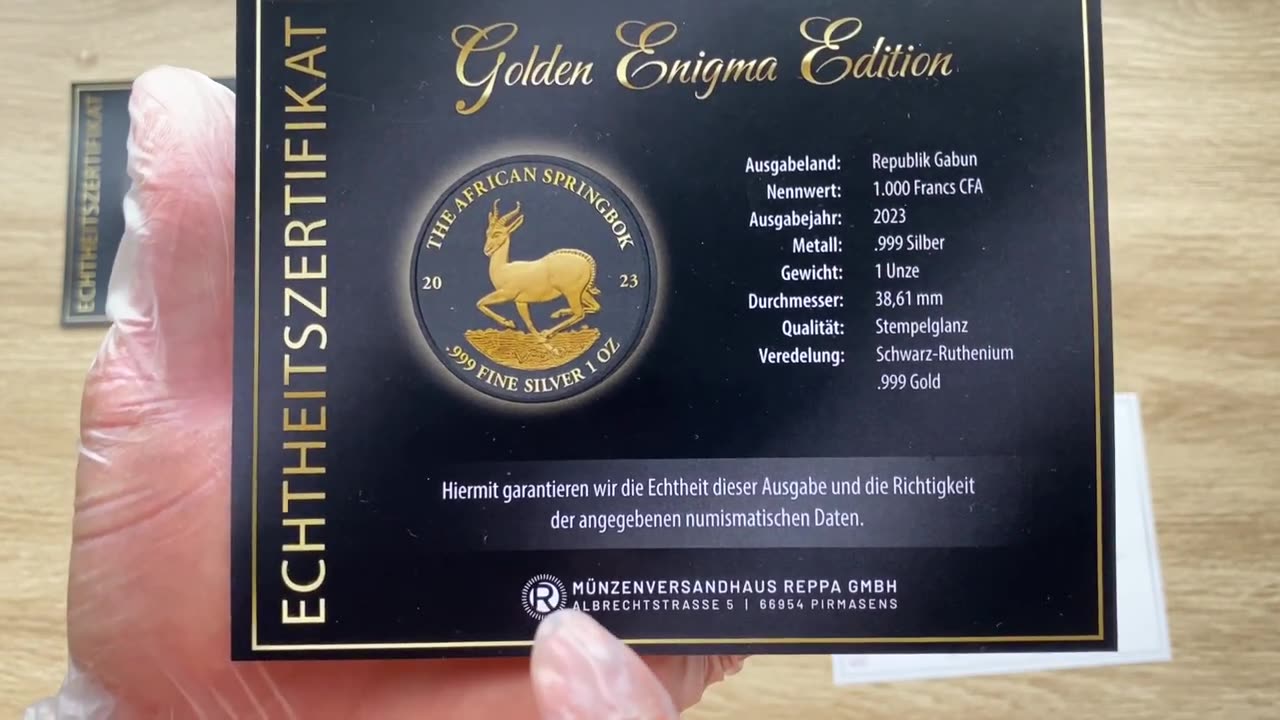 ECHTHEITSZERTIFIKAT
ECHTHEITSZERTIFIKAT
Golden Enigma Edition
THE AFRICAN SPRINGBOK
20 23
.999 FINE SILVER 1 OZ
Ausgabeland: Republik Gabun
Nennwert: 1.000 Francs CFA
Ausgabejahr: 2023
Metall: .999 Silber
Gewicht: 1 Unze
Durchmesser: 38,61 mm
Qualität: Stempelglanz
Veredelung: Schwarz-Ruthenium
.999 Gold
Hiermit garantieren wir die Echtheit dieser Ausgabe und die Richtigkeit
der angegebenen numismatischen Daten.
R MÜNZENVERSANDHAUS REPPA GMBH
ALBRECHTSTRASSE 5 | 66954 PIRMASENS